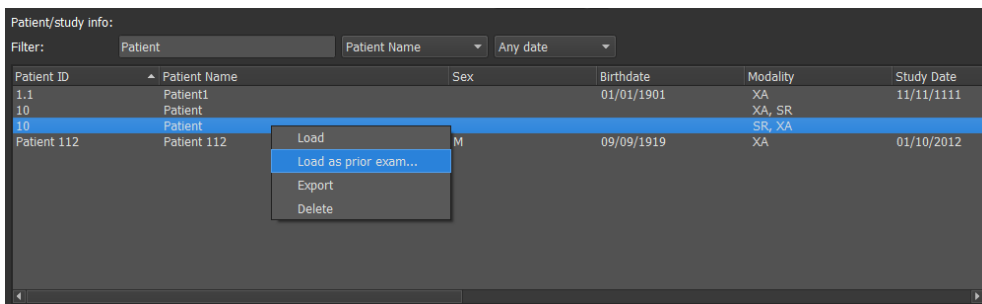 Patient/study info:
Filter: Patient Patient Name Any date
Patient ID Patient Name Sex Birthdate Modality Study Date
1.1 Patient1 01/01/1901 XA 11/11/1111
10 Patient XA, SR
10 Patient SR, XA
Patient 112 Patient 112 M 09/09/1919 XA 01/10/2012
Load
Load as prior exam...
Export
Delete